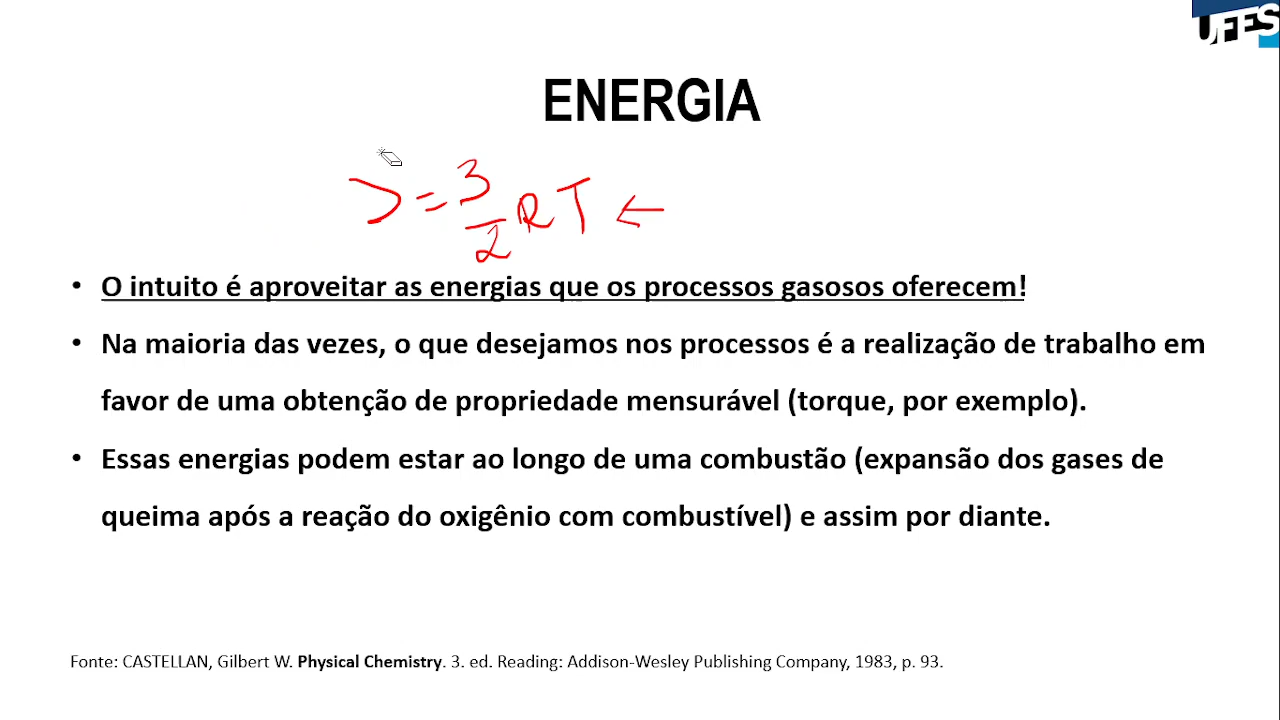 UFES
ENERGIA
= 3/2 RT ←
• O intuito é aproveitar as energias que os processos gasosos oferecem!
• Na maioria das vezes, o que desejamos nos processos é a realização de trabalho em
favor de uma obtenção de propriedade mensurável (torque, por exemplo).
• Essas energias podem estar ao longo de uma combustão (expansão dos gases de
queima após a reação do oxigênio com combustível) e assim por diante.
Fonte: CASTELLAN, Gilbert W. Physical Chemistry. 3. ed. Reading: Addison-Wesley Publishing Company, 1983, p. 93.